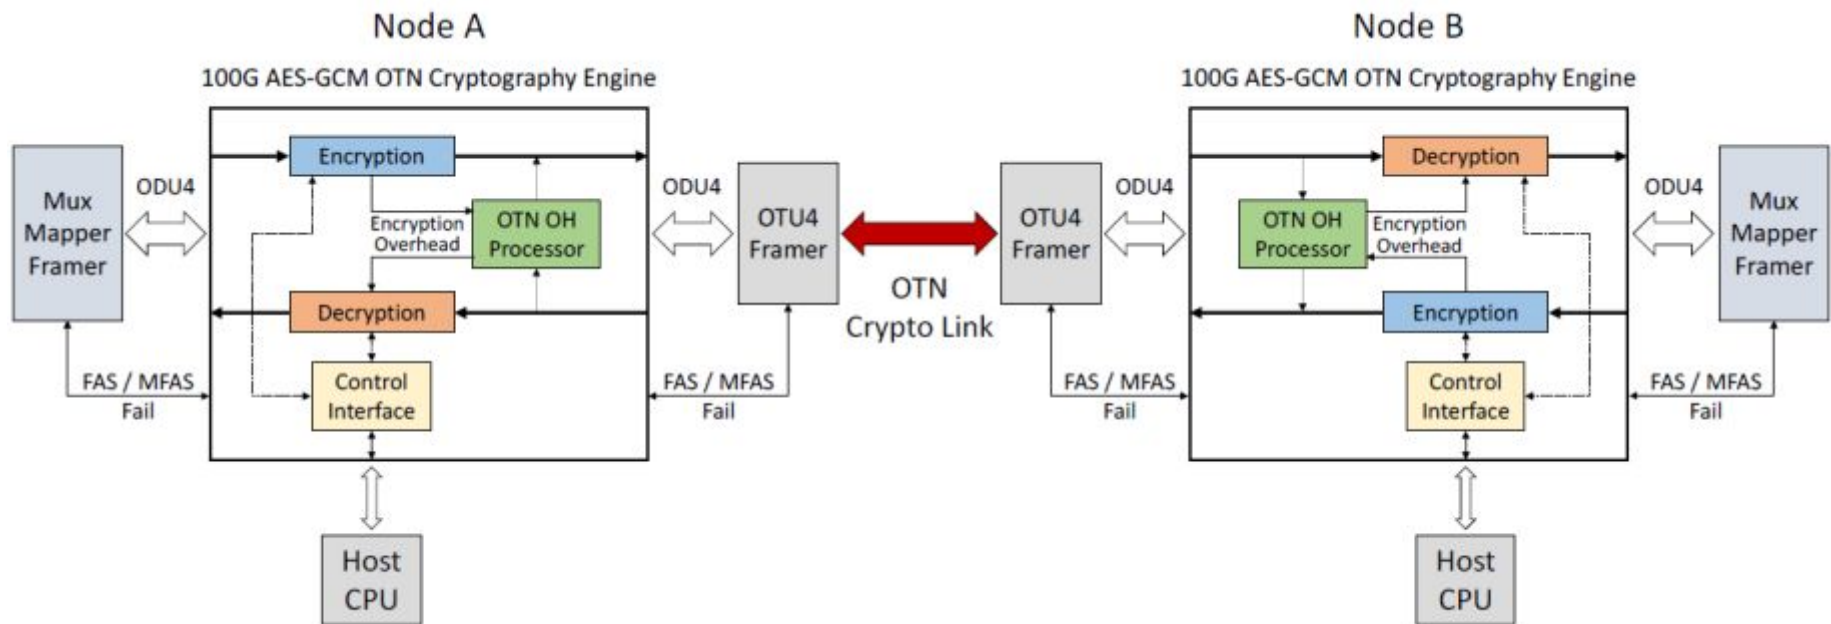 Node A
100G AES-GCM OTN Cryptography Engine
Mux
Mapper
Framer
ODU4
Encryption
Encryption
Overhead
OTN OH
Processor
Decryption
Control
Interface
FAS / MFAS
Fail
Host
CPU
ODU4
OTU4
Framer
FAS / MFAS
Fail
OTN
Crypto Link
Node B
100G AES-GCM OTN Cryptography Engine
OTU4
Framer
ODU4
FAS / MFAS
Fail
Decryption
OTN OH
Processor
Encryption
Overhead
Encryption
Control
Interface
Host
CPU
ODU4
Mux
Mapper
Framer
FAS / MFAS
Fail